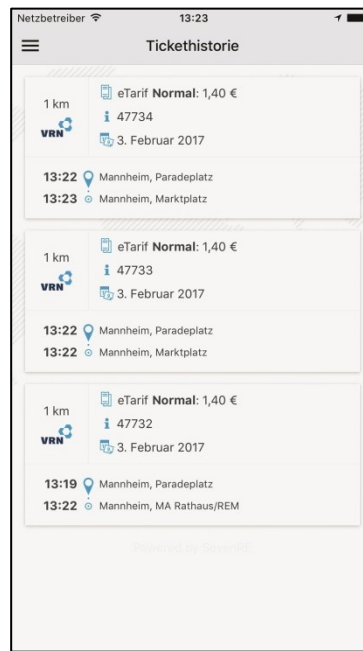 Netzbetreiber 13:23
Tickethistorie
1 km
VRN
eTarif Normal: 1,40 €
47734
3. Februar 2017
13:22 Mannheim, Paradeplatz
13:23 Mannheim, Marktplatz
1 km
VRN
eTarif Normal: 1,40 €
47733
3. Februar 2017
13:22 Mannheim, Paradeplatz
13:22 Mannheim, Marktplatz
1 km
VRN
eTarif Normal: 1,40 €
47732
3. Februar 2017
13:19 Mannheim, Paradeplatz
13:22 Mannheim, MA Rathaus/REM
Powered by